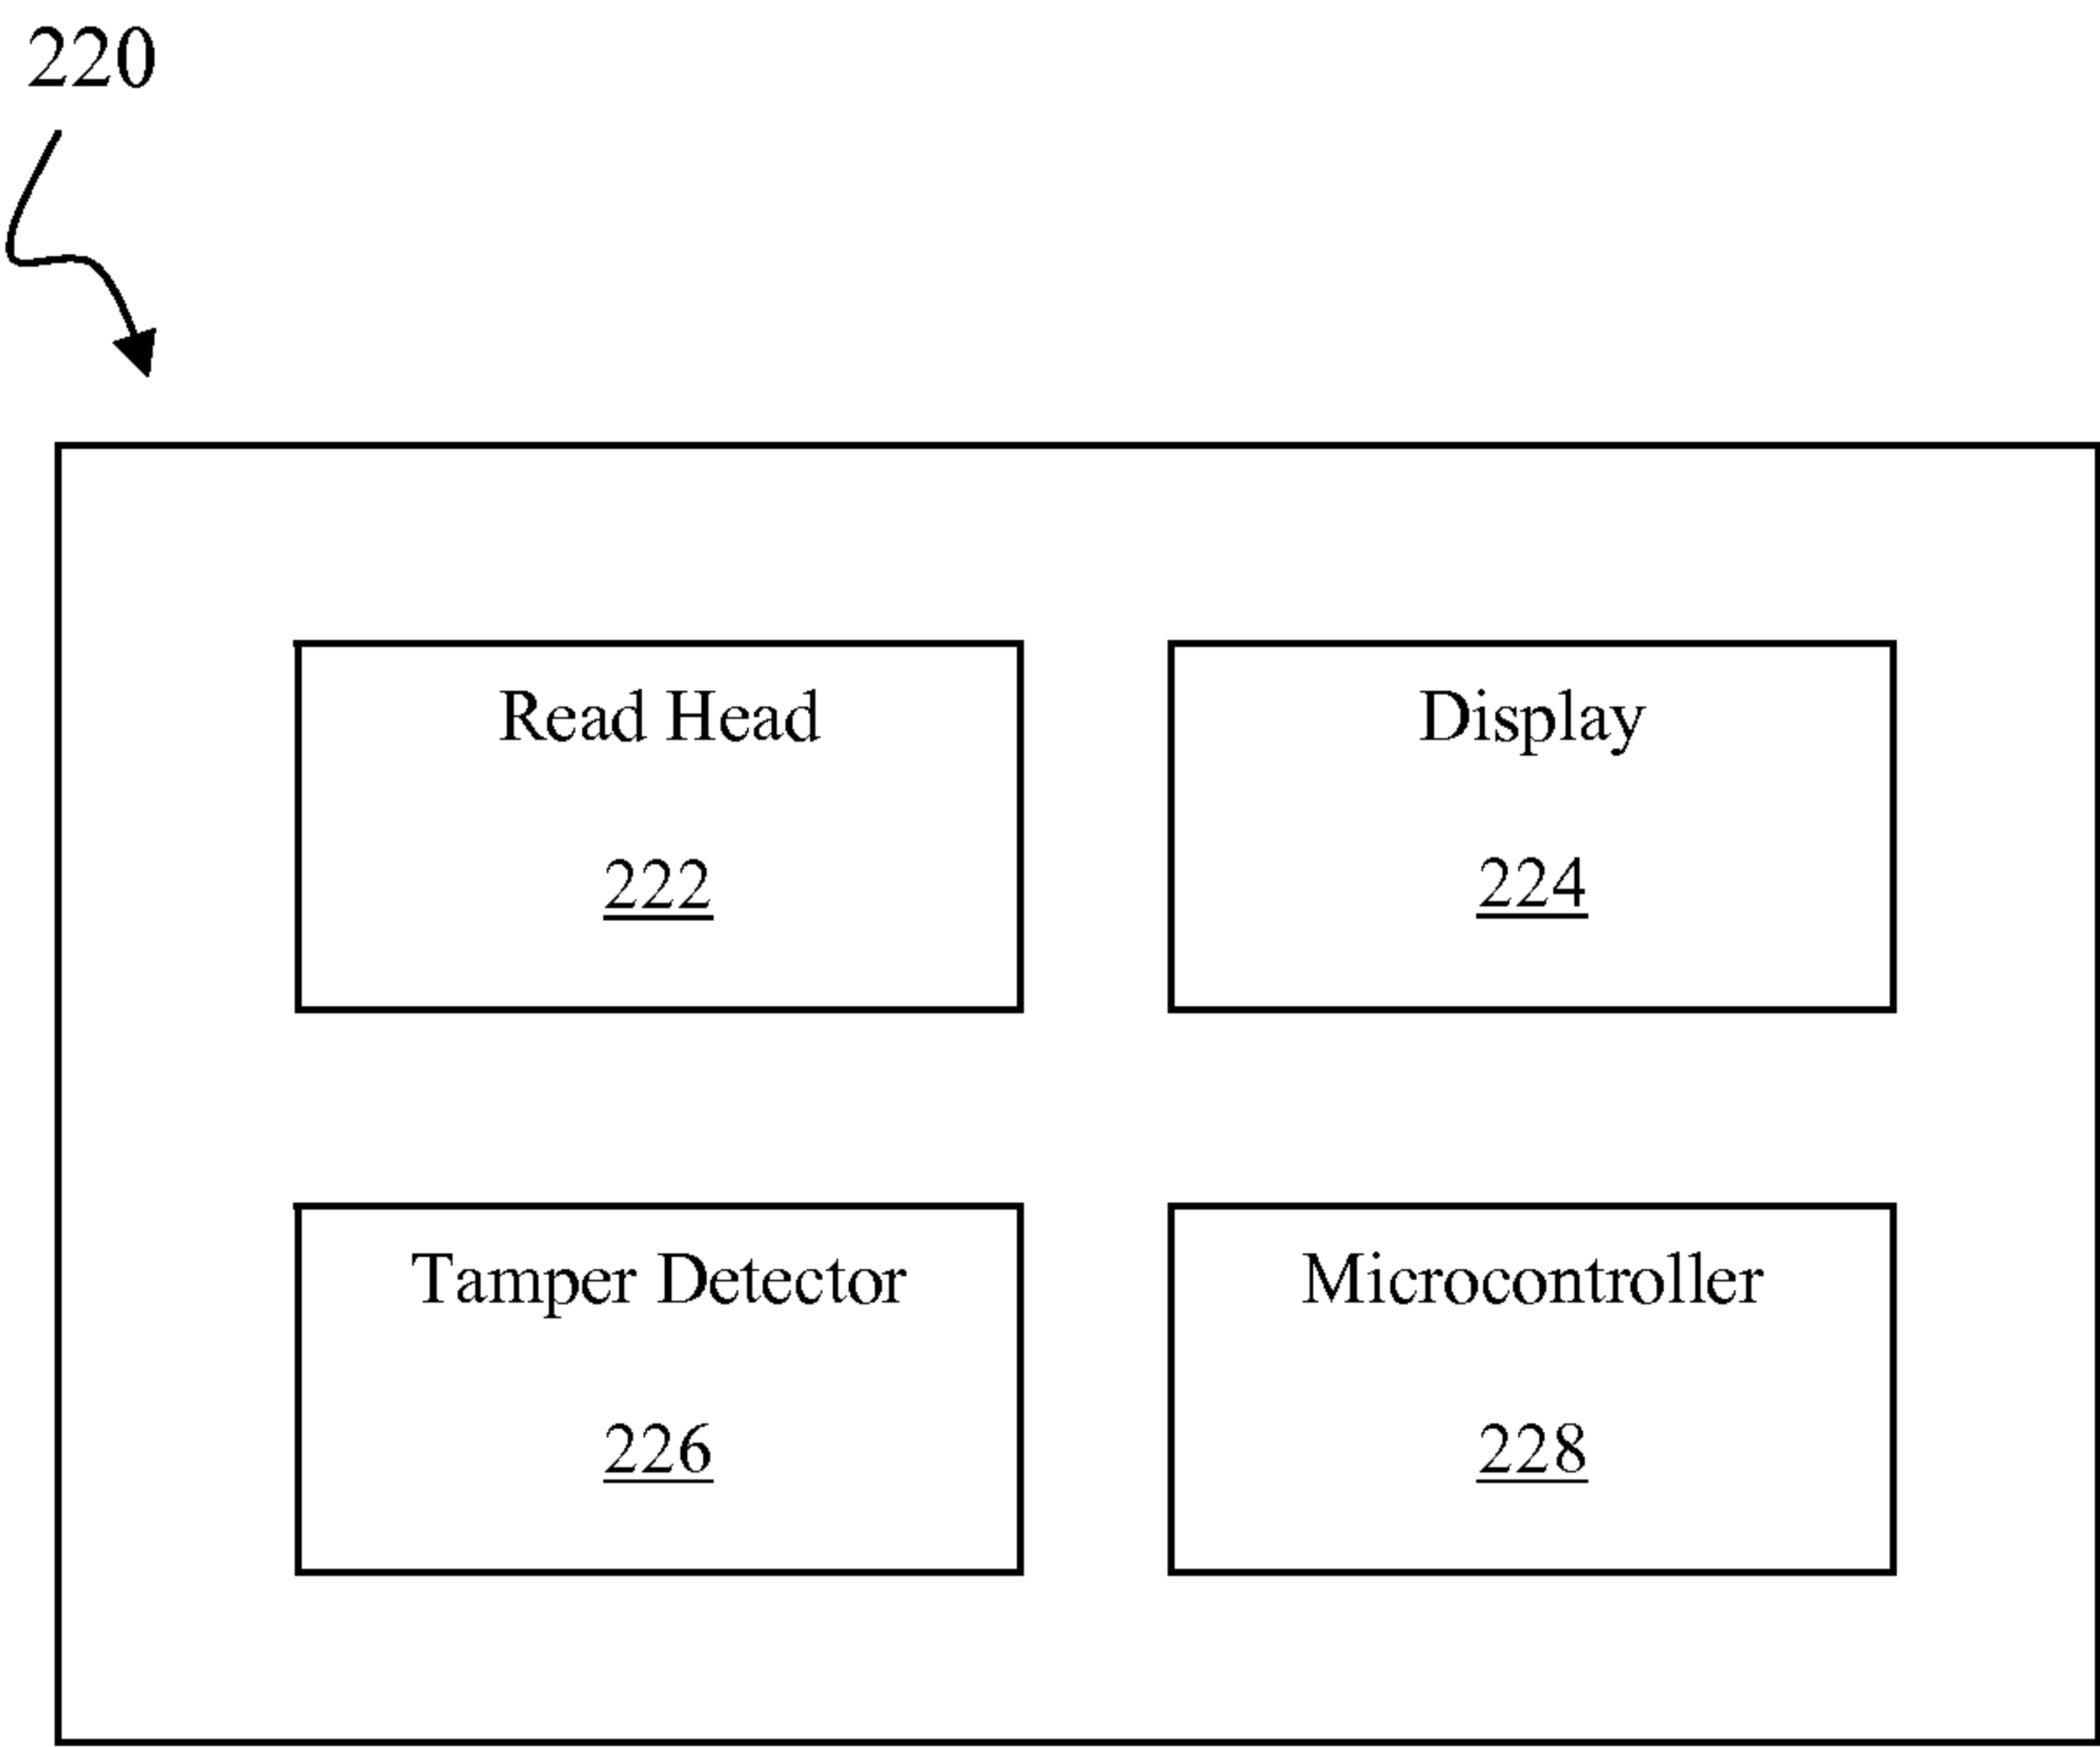 220
Read Head
222
Display
224
Tamper Detector
226
Microcontroller
228